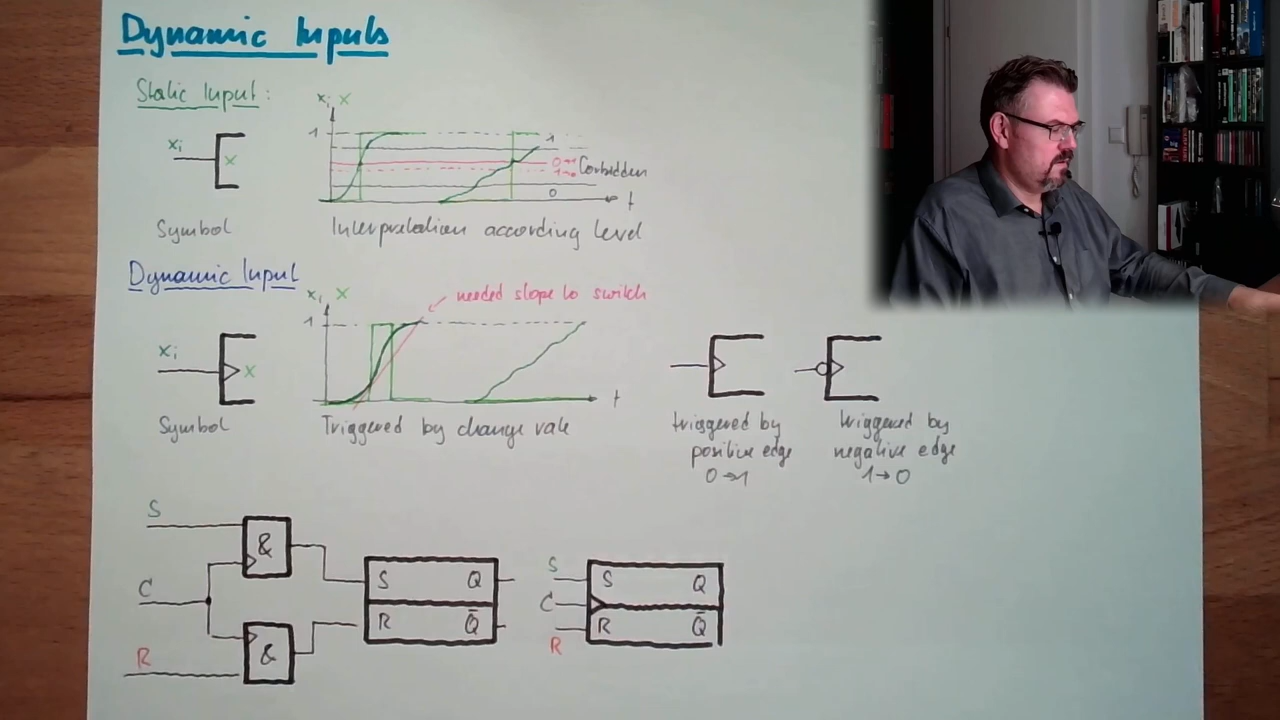 Dynamic Inputs
Static Input:
xi
x
Symbol
xi x
1
1
0→1
1→0
Forbidden
0
t
Interpretation according level
Dynamic Input
xi
x
Symbol
xi x
1
needed slope to switch
t
Triggered by change rate
triggered by
positive edge
0→1
triggered by
negative edge
1→0
S
&
C
R
&
S Q
R Q̅
S
C
R
S Q
R Q̅